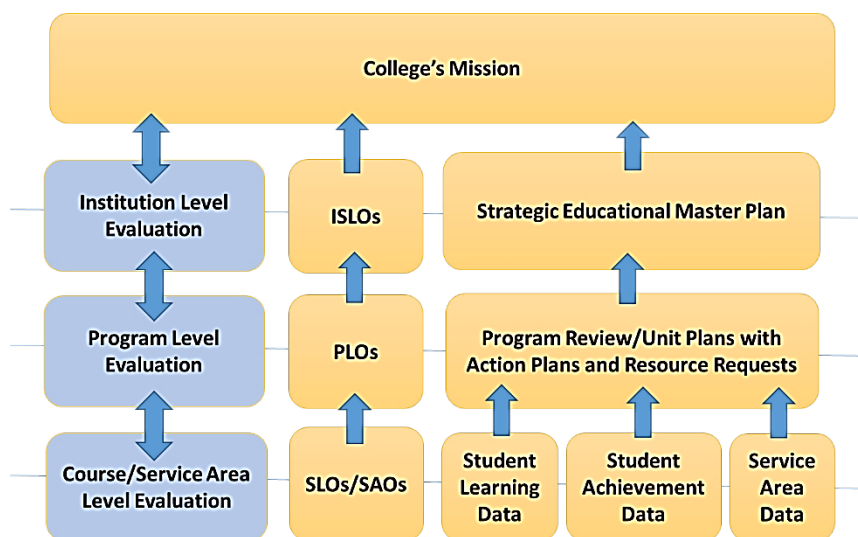 College's Mission
Institution Level
Evaluation
ISLOs
Strategic Educational Master Plan
Program Level
Evaluation
PLOs
Program Review/Unit Plans with
Action Plans and Resource Requests
Course/Service Area
Level Evaluation
SLOs/SAOs
Student
Learning
Data
Student
Achievement
Data
Service
Area
Data